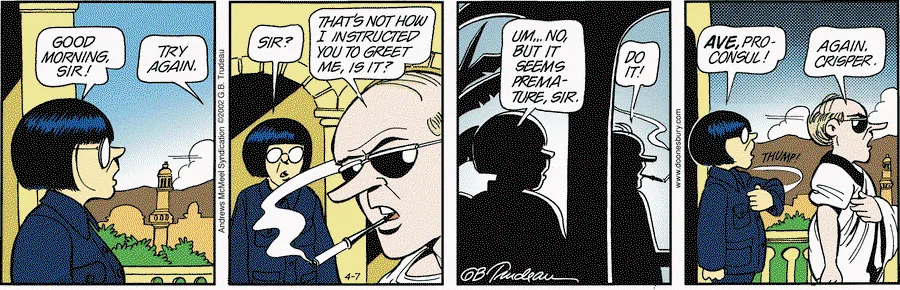 GOOD
MORNING,
SIR!
TRY
AGAIN.
Andrews McMeel Syndication ©2002 G.B. Trudeau
SIR?
THAT'S NOT HOW
I INSTRUCTED
YOU TO GREET
ME, IS IT?
4-7
UM... NO,
BUT IT
SEEMS
PREMA-
TURE, SIR.
DO
IT!
GB Trudeau
www.doonesbury.com
AVE, PRO-
CONSUL!
THUMP!
AGAIN.
CRISPER.